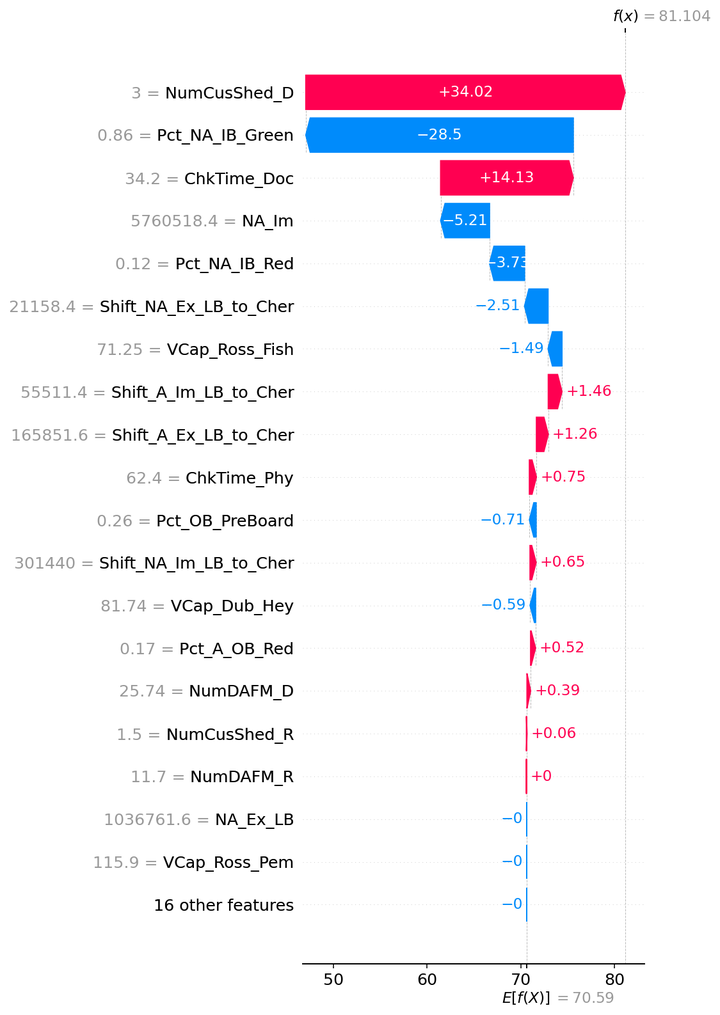 f(x) = 81.104
3 = NumCusShed_D +34.02
0.86 = Pct_NA_IB_Green −28.5
34.2 = ChkTime_Doc +14.13
5760518.4 = NA_Im −5.21
0.12 = Pct_NA_IB_Red −3.73
21158.4 = Shift_NA_Ex_LB_to_Cher −2.51
71.25 = VCap_Ross_Fish −1.49
55511.4 = Shift_A_Im_LB_to_Cher +1.46
165851.6 = Shift_A_Ex_LB_to_Cher +1.26
62.4 = ChkTime_Phy +0.75
0.26 = Pct_OB_PreBoard −0.71
301440 = Shift_NA_Im_LB_to_Cher +0.65
81.74 = VCap_Dub_Hey −0.59
0.17 = Pct_A_OB_Red +0.52
25.74 = NumDAFM_D +0.39
1.5 = NumCusShed_R +0.06
11.7 = NumDAFM_R +0
1036761.6 = NA_Ex_LB −0
115.9 = VCap_Ross_Pem −0
16 other features −0
50 60 70 80
E[f(X)] = 70.59